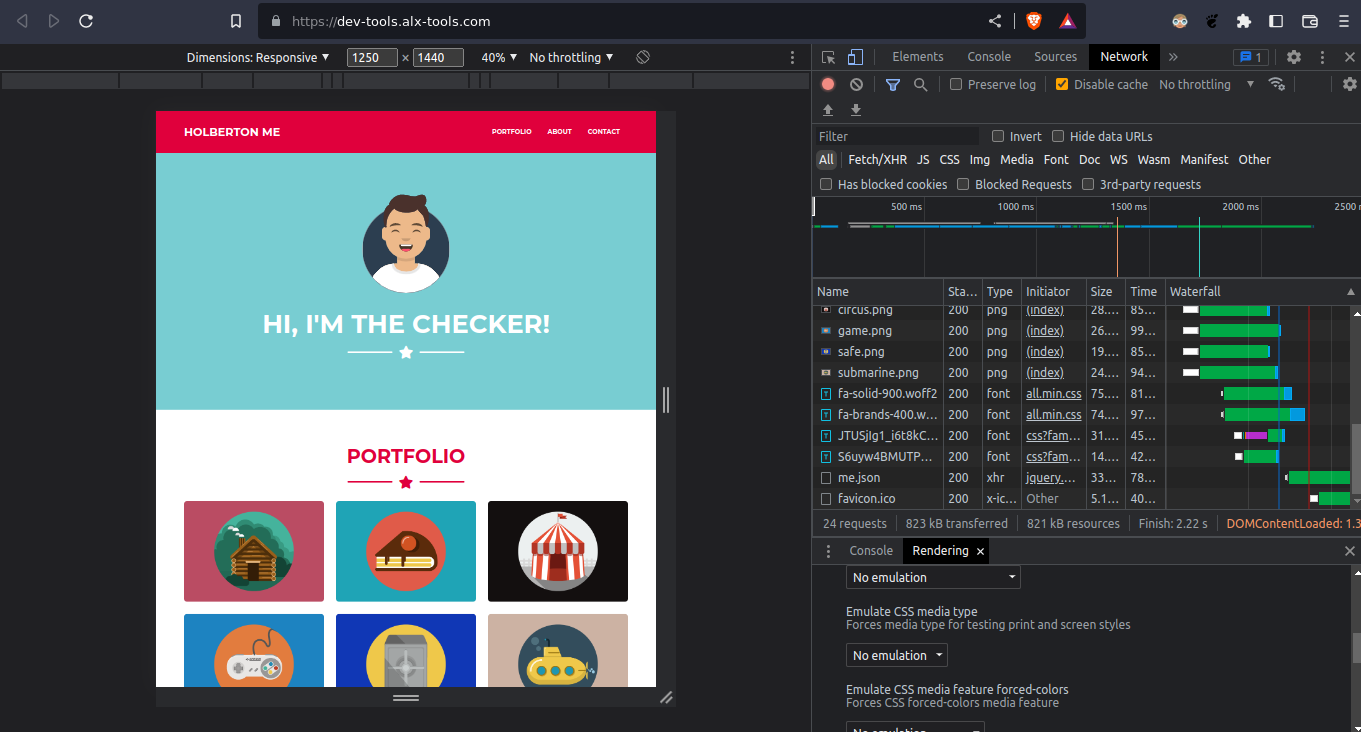 https://dev-tools.alx-tools.com
Dimensions: Responsive 1250 × 1440 40% No throttling
Elements Console Sources Network » 1
Preserve log Disable cache No throttling
Filter Invert Hide data URLs
All Fetch/XHR JS CSS Img Media Font Doc WS Wasm Manifest Other
Has blocked cookies Blocked Requests 3rd-party requests
500 ms 1000 ms 1500 ms 2000 ms 2500
Name Sta... Type Initiator Size Time Waterfall
circus.png 200 png (index) 28.... 85...
game.png 200 png (index) 26.... 99...
safe.png 200 png (index) 19.... 85...
submarine.png 200 png (index) 24.... 94...
fa-solid-900.woff2 200 font all.min.css 75.... 81...
fa-brands-400.w... 200 font all.min.css 74.... 97...
JTUSjIg1_i6t8kC... 200 font css?fam... 31.... 45...
S6uyw4BMUTP... 200 font css?fam... 14.... 42...
me.json 200 xhr jquery.... 33... 78...
favicon.ico 200 x-ic... Other 5.1... 40...
24 requests 823 kB transferred 821 kB resources Finish: 2.22 s DOMContentLoaded: 1.3
Console Rendering ×
No emulation
Emulate CSS media type
Forces media type for testing print and screen styles
No emulation
Emulate CSS media feature forced-colors
Forces CSS forced-colors media feature
HOLBERTON ME PORTFOLIO ABOUT CONTACT
HI, I'M THE CHECKER!
PORTFOLIO